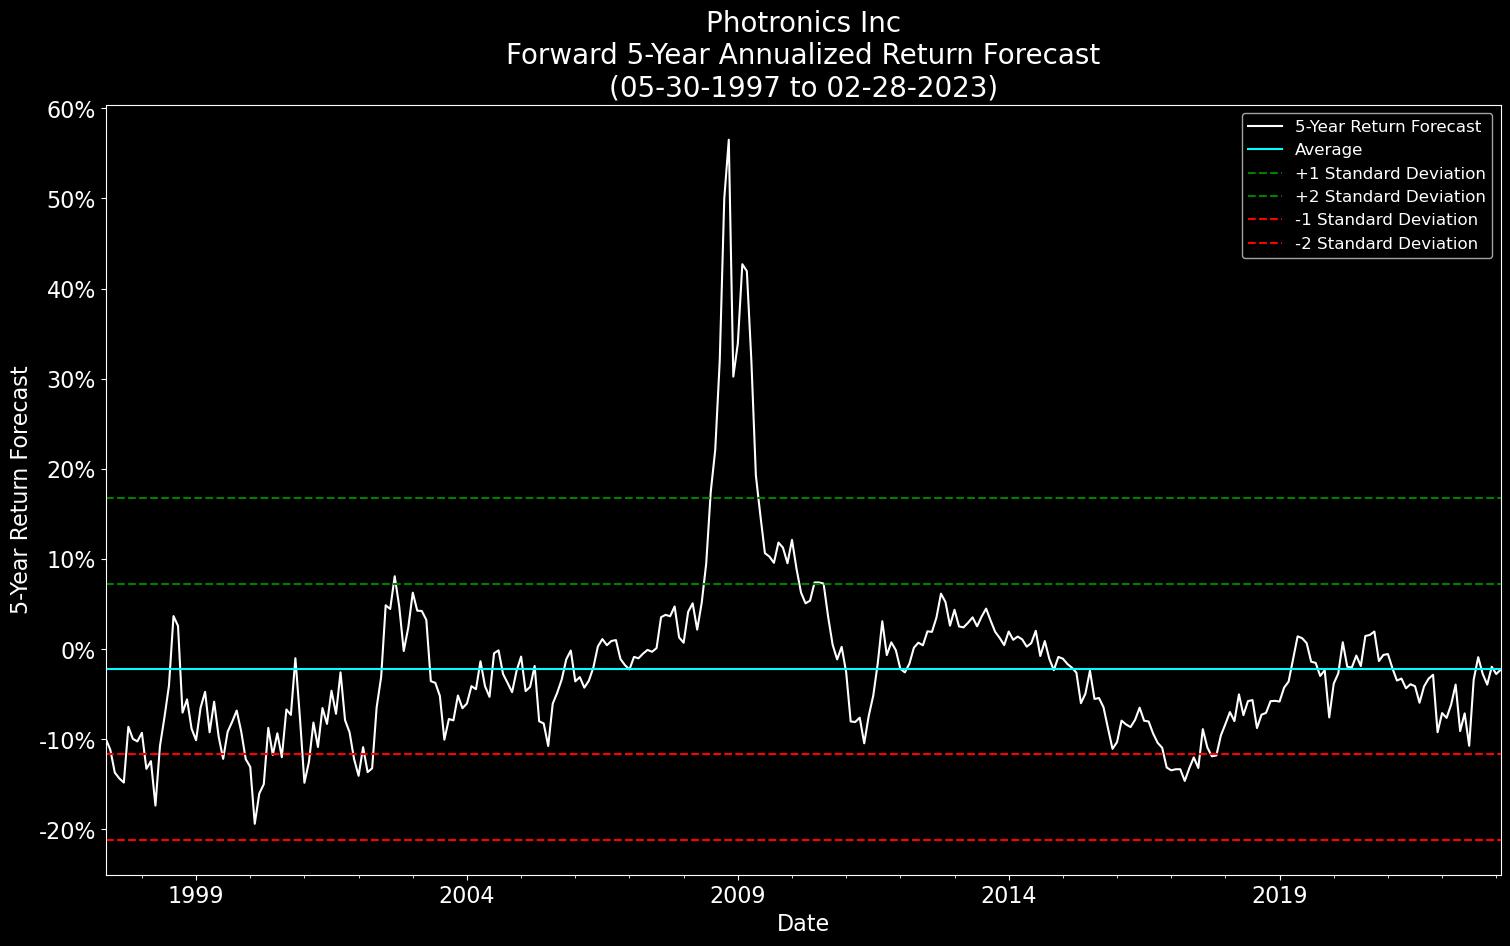 Photronics Inc
Forward 5-Year Annualized Return Forecast
(05-30-1997 to 02-28-2023)
60%
50%
40%
30%
20%
10%
0%
-10%
-20%
5-Year Return Forecast
5-Year Return Forecast
Average
+1 Standard Deviation
+2 Standard Deviation
-1 Standard Deviation
-2 Standard Deviation
1999 2004 2009 2014 2019
Date